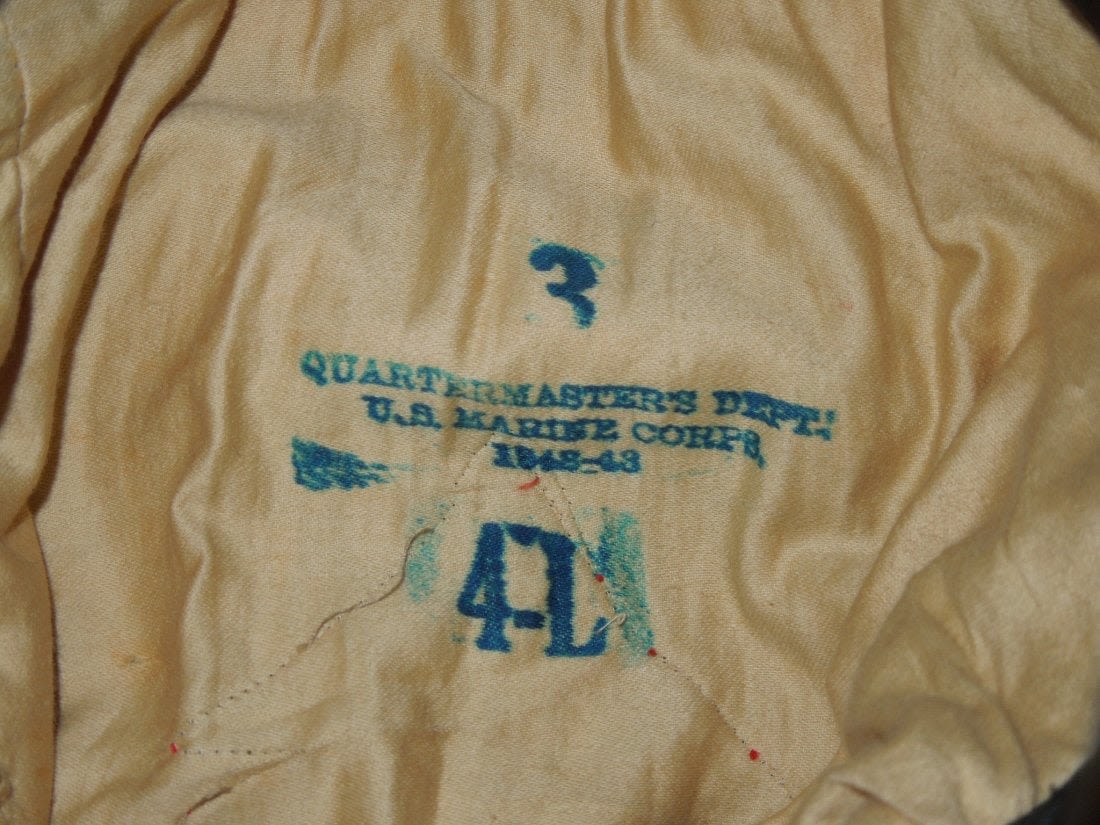 3
QUARTERMASTER'S DEPT.
U.S. MARINE CORPS,
1942-43
4-L